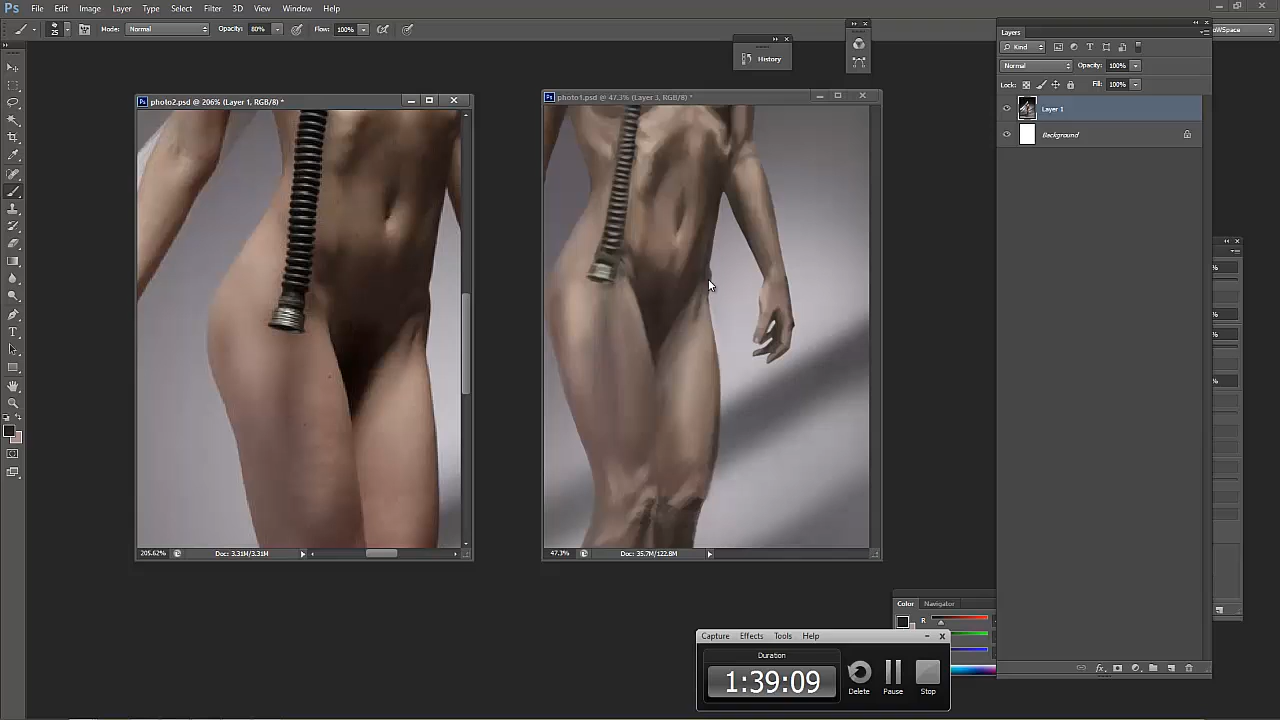 Ps File Edit Image Layer Type Select Filter 3D View Window Help
25 Mode: Normal Opacity: 80% Flow: 100%
Layers
Kind
Normal Opacity: 100%
Lock: Fill: 100%
Layer 1
Background
History
photo2.psd @ 206% (Layer 1, RGB/8) *
photo1.psd @ 47.3% (Layer 3, RGB/8) *
205.62% Doc: 3.31M/3.31M
47.3% Doc: 35.7M/122.8M
Color Navigator
R
Capture Effects Tools Help
Duration
1:39:09
Delete Pause Stop